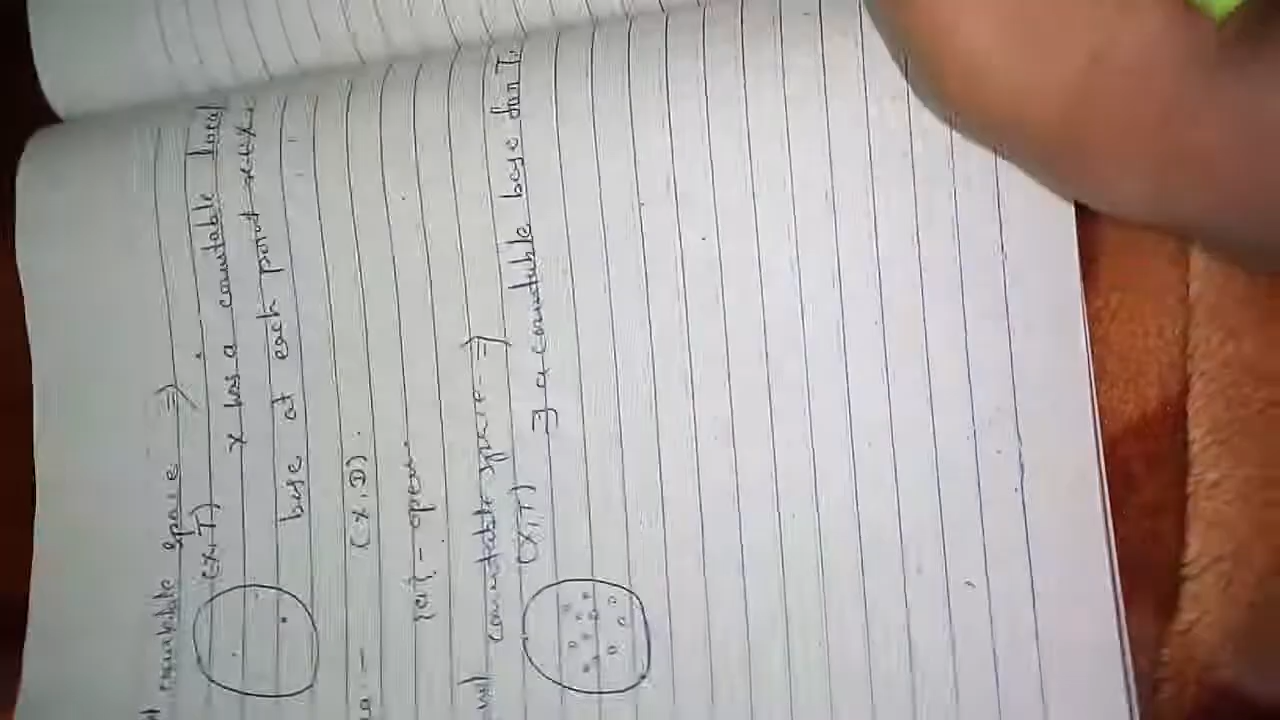 countable space ⇒
(X,T)
X has a countable local
base at each point x∈X.
(X,D).
{x} - open.
countable space ⇒
(X,T)
∃ a countable base for T.